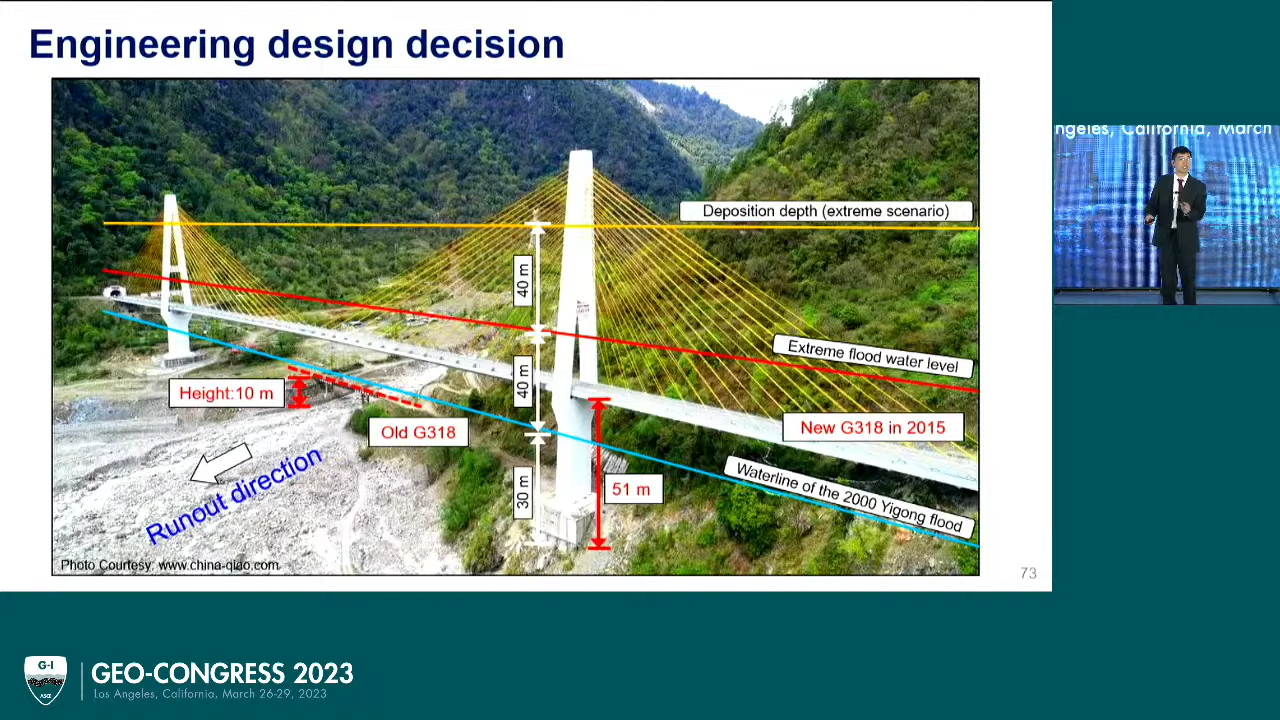 Engineering design decision
Deposition depth (extreme scenario)
40 m
Extreme flood water level
40 m
Height:10 m
Old G318
New G318 in 2015
Waterline of the 2000 Yigong flood
30 m
51 m
Runout direction
Photo Courtesy: www.china-qiao.com
73
ngeles, California, March
G-I
ASCE
GEO-CONGRESS 2023
Los Angeles, California, March 26-29, 2023